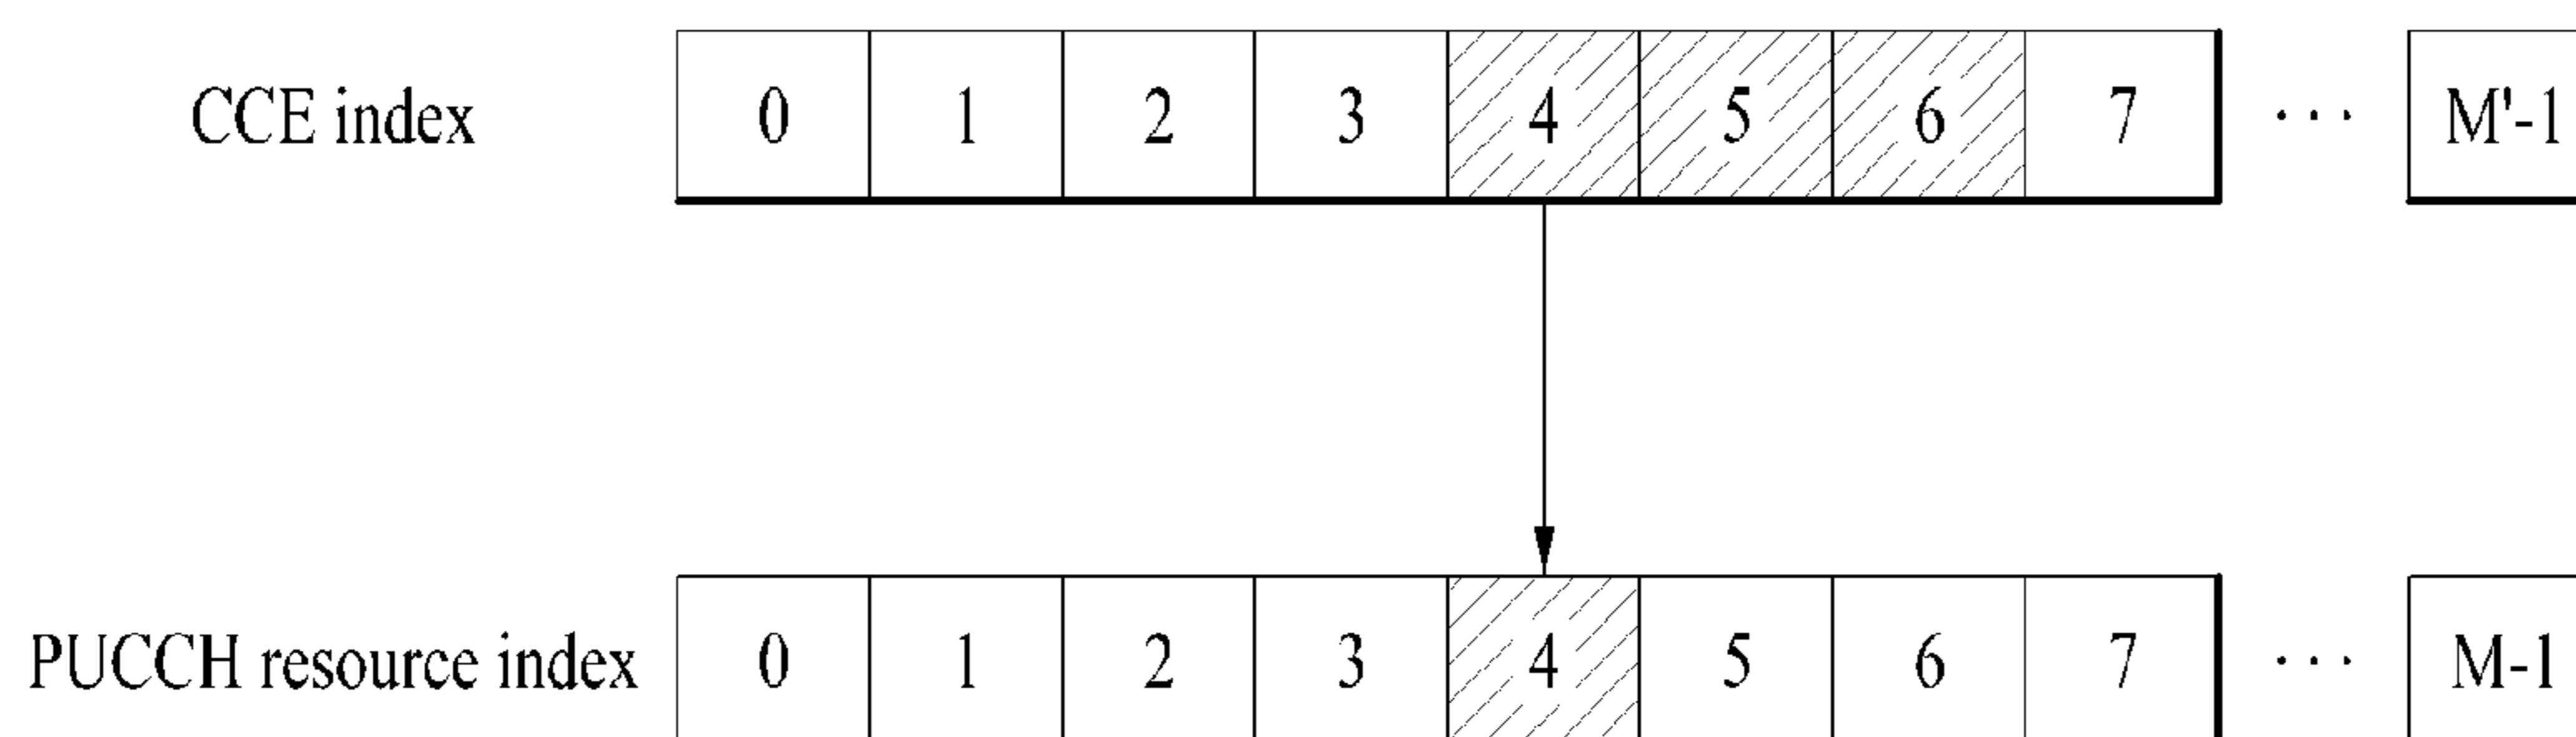 CCE index 0 1 2 3 4 5 6 7 ··· M'-1
PUCCH resource index 0 1 2 3 4 5 6 7 ··· M-1